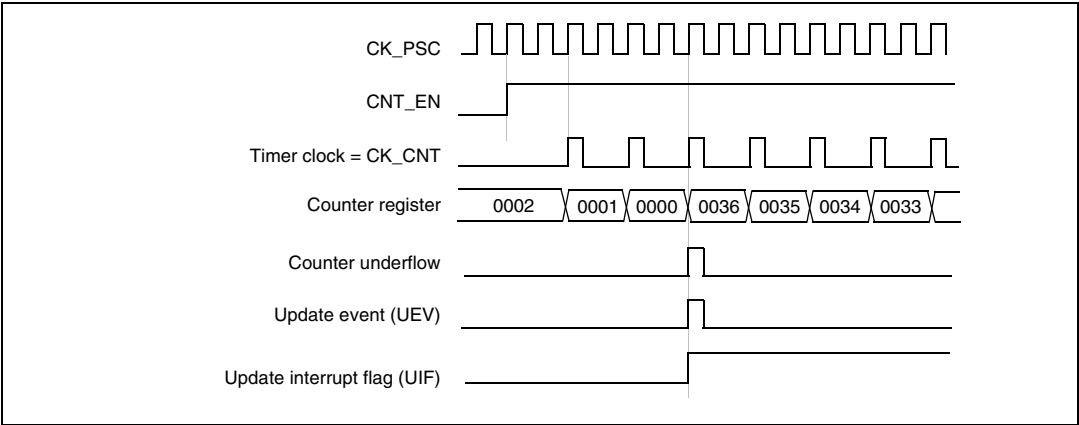 CK_PSC
CNT_EN
Timer clock = CK_CNT
Counter register 0002 0001 0000 0036 0035 0034 0033
Counter underflow
Update event (UEV)
Update interrupt flag (UIF)